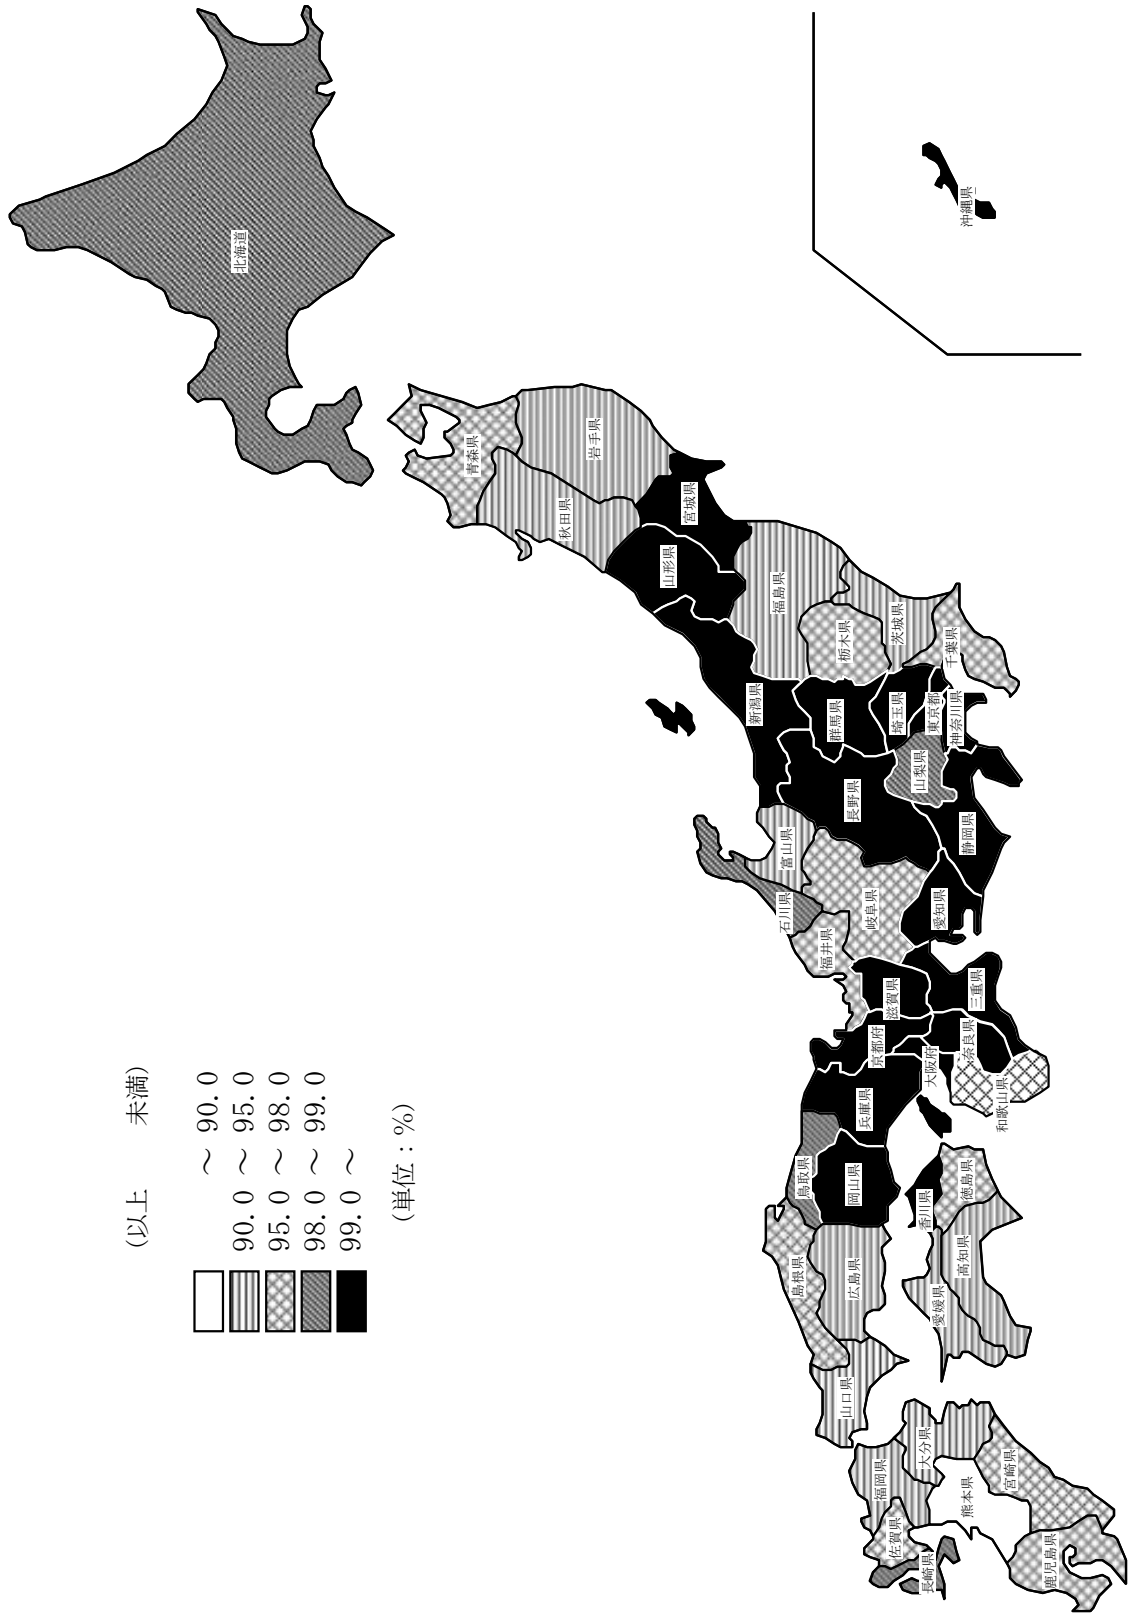 (以上　未満)
～ 90.0
90.0 ～ 95.0
95.0 ～ 98.0
98.0 ～ 99.0
99.0 ～
(単位：%)
北海道
青森県
岩手県
秋田県
宮城県
山形県
福島県
茨城県
栃木県
千葉県
群馬県
埼玉県
東京都
神奈川県
新潟県
山梨県
長野県
静岡県
富山県
石川県
岐阜県
愛知県
福井県
滋賀県
三重県
京都府
奈良県
大阪府
和歌山県
兵庫県
鳥取県
岡山県
島根県
広島県
山口県
香川県
徳島県
愛媛県
高知県
福岡県
大分県
佐賀県
長崎県
熊本県
宮崎県
鹿児島県
沖縄県